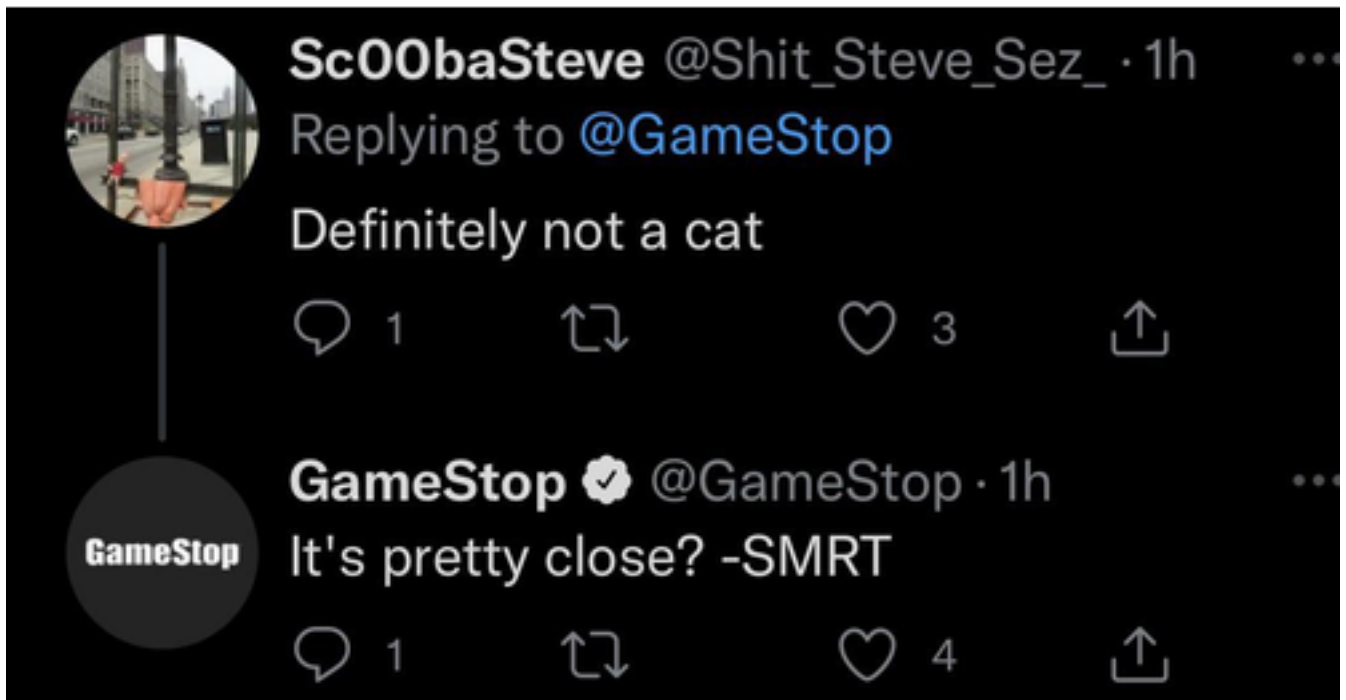 Sc00baSteve @Shit_Steve_Sez_ · 1h
Replying to @GameStop
Definitely not a cat
1 3
GameStop @GameStop · 1h
GameStop
It's pretty close? -SMRT
1 4